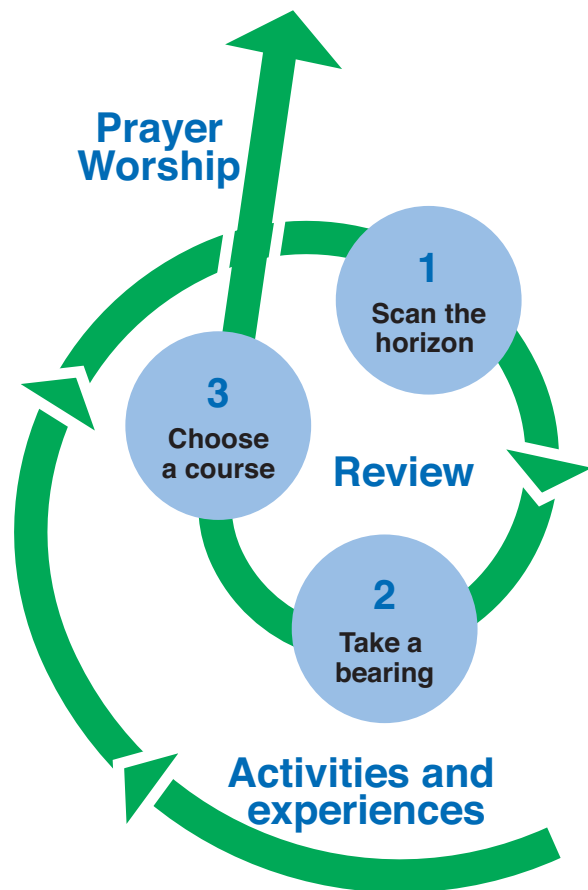 Prayer
Worship
1
Scan the
horizon
3
Choose
a course
Review
2
Take a
bearing
Activities and
experiences